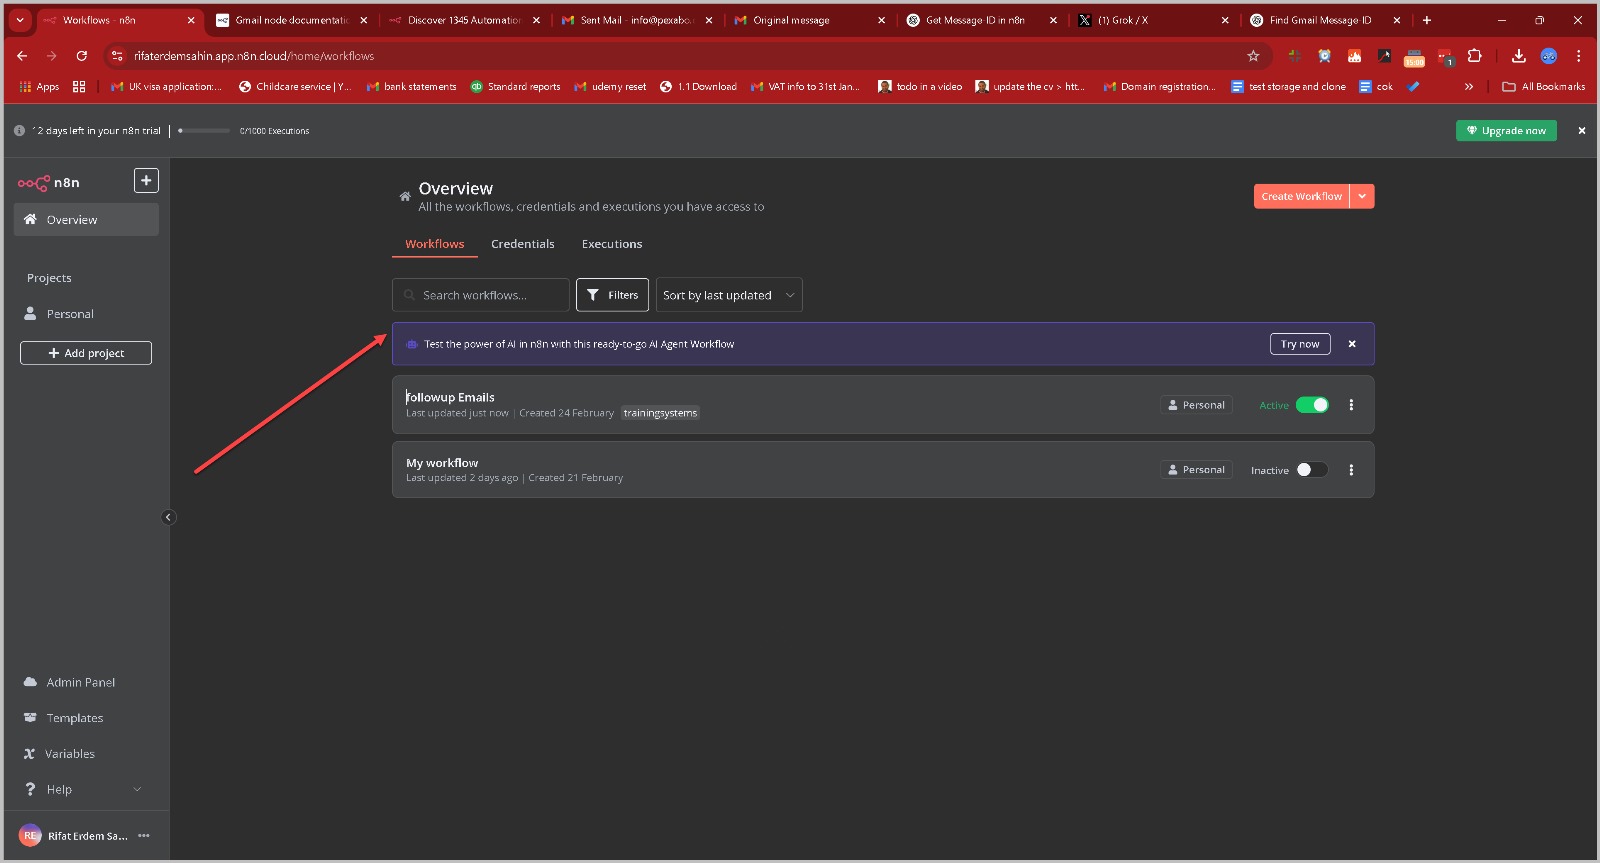 Workflows - n8n
Gmail node documentatic
Discover 1345 Automation
Sent Mail - info@pexabo.c
Original message
Get Message-ID in n8n
(1) Grok / X
Find Gmail Message-ID
rifaterdemsahin.app.n8n.cloud/home/workflows
15:00
1
Apps
UK visa application:...
Childcare service | Y...
bank statements
Standard reports
udemy reset
1.1 Download
VAT info to 31st Jan...
todo in a video
update the cv > htt...
Domain registration...
test storage and clone
cok
All Bookmarks
12 days left in your n8n trial
0/1000 Executions
Upgrade now
n8n
Overview
Projects
Personal
Add project
Admin Panel
Templates
Variables
Help
RE
Rifat Erdem Sa...
Overview
All the workflows, credentials and executions you have access to
Create Workflow
Workflows
Credentials
Executions
Search workflows...
Filters
Sort by last updated
Test the power of AI in n8n with this ready-to-go AI Agent Workflow
Try now
followup Emails
Last updated just now | Created 24 February
trainingsystems
Personal
Active
My workflow
Last updated 2 days ago | Created 21 February
Personal
Inactive